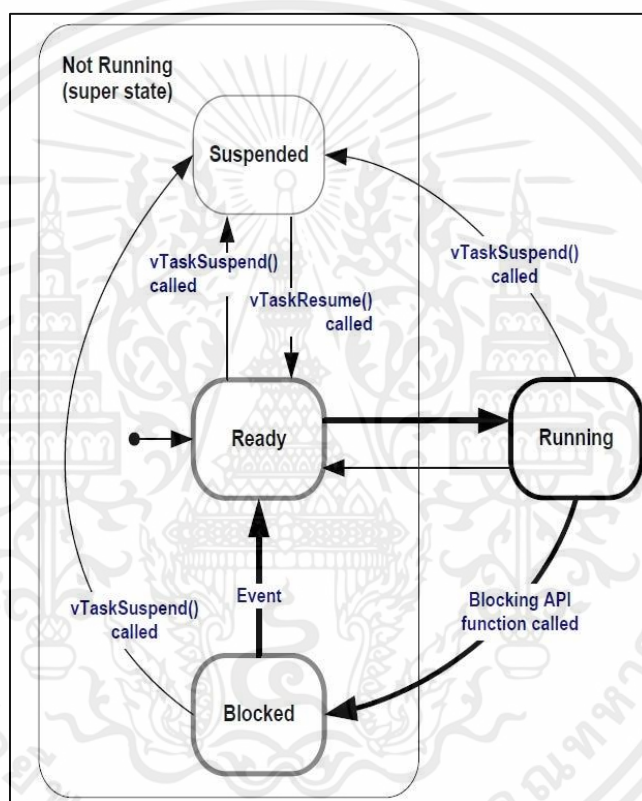 Not Running
(super state)
Suspended
vTaskSuspend()
called
vTaskSuspend()
called
vTaskResume()
called
Ready
Running
vTaskSuspend()
called
Event
Blocking API
function called
Blocked